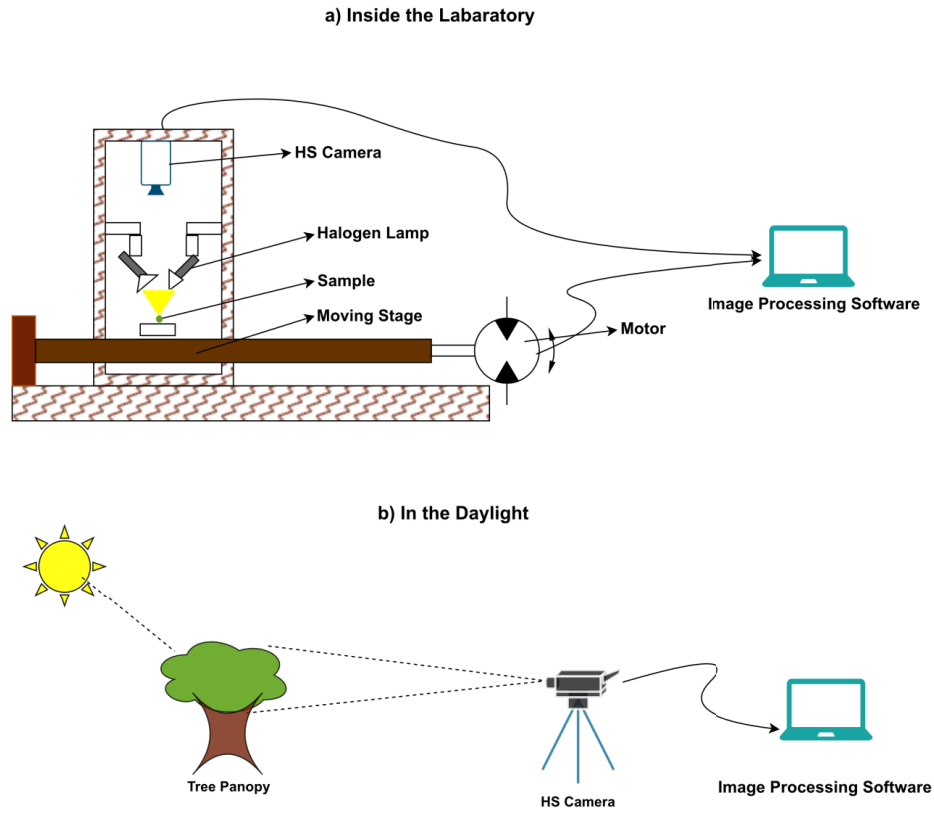 a) Inside the Labaratory
HS Camera
Halogen Lamp
Sample
Moving Stage
Motor
Image Processing Software
b) In the Daylight
Tree Panopy
HS Camera
Image Processing Software